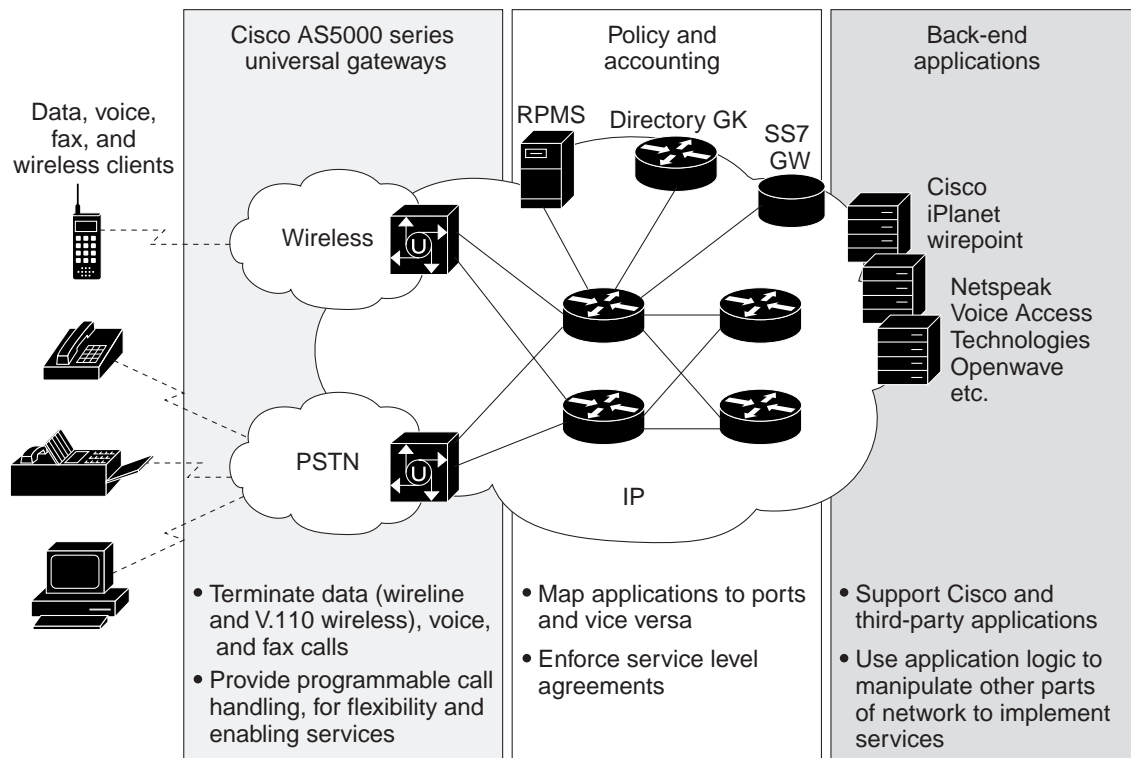 Cisco AS5000 series
universal gateways
Policy and
accounting
Back-end
applications
Data, voice,
fax, and
wireless clients
RPMS
Directory GK
SS7
GW
Cisco
iPlanet
wirepoint
Wireless
U
Netspeak
Voice Access
Technologies
Openwave
etc.
PSTN
U
IP
• Terminate data (wireline
and V.110 wireless), voice,
and fax calls
• Provide programmable call
handling, for flexibility and
enabling services
• Map applications to ports
and vice versa
• Enforce service level
agreements
• Support Cisco and
third-party applications
• Use application logic to
manipulate other parts
of network to implement
services